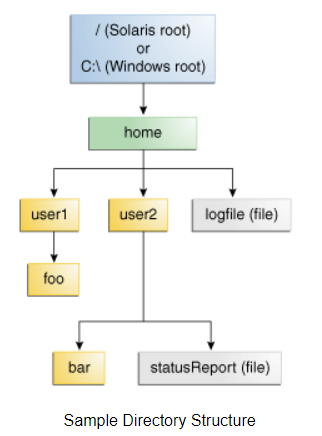 / (Solaris root)
or
C:\ (Windows root)
home
user1
user2
logfile (file)
foo
bar
statusReport (file)
Sample Directory Structure